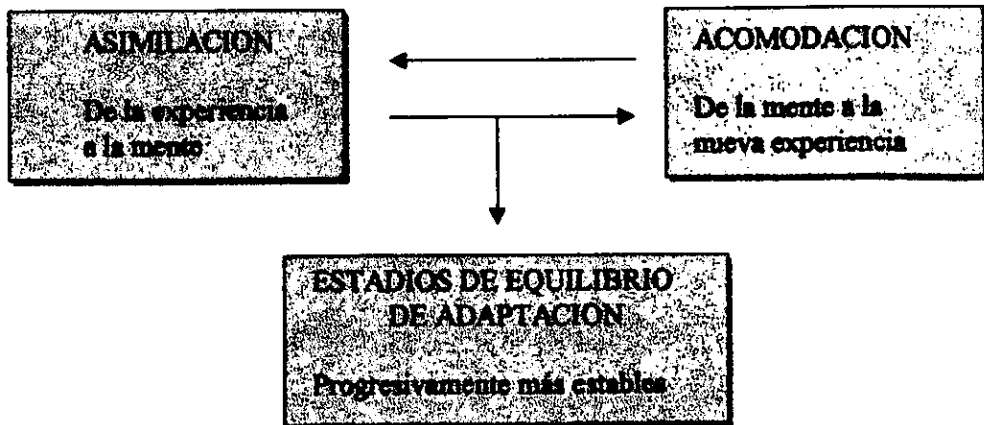 ASIMILACION
De la experiencia
a la mente
ACOMODACION
De la mente a la
nueva experiencia
ESTADIOS DE EQUILIBRIO
DE ADAPTACIÓN
Progresivamente más estables